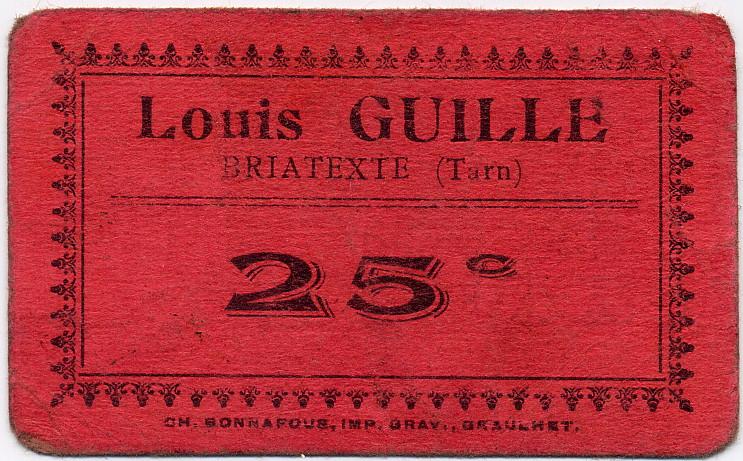 Louis GUILLE
BRIATEXTE (Tarn)
25c
CH. BONNAFOUS, IMP. GRAV., GRAULHET.